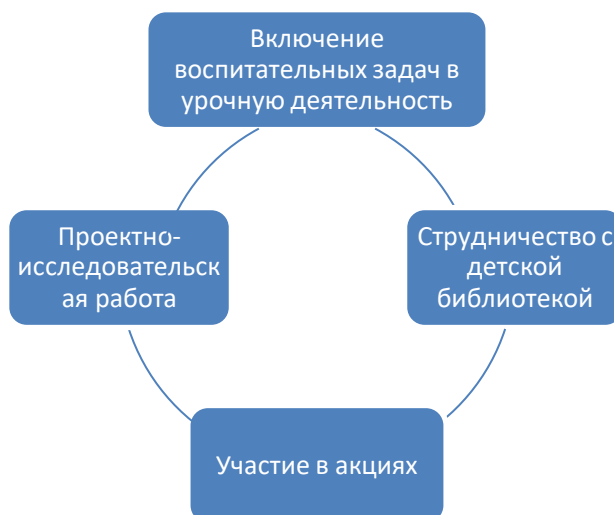 Включение
воспитательных задач в
урочную деятельность
Проектно-
исследовательск
ая работа
Струдничество с
детской
библиотекой
Участие в акциях